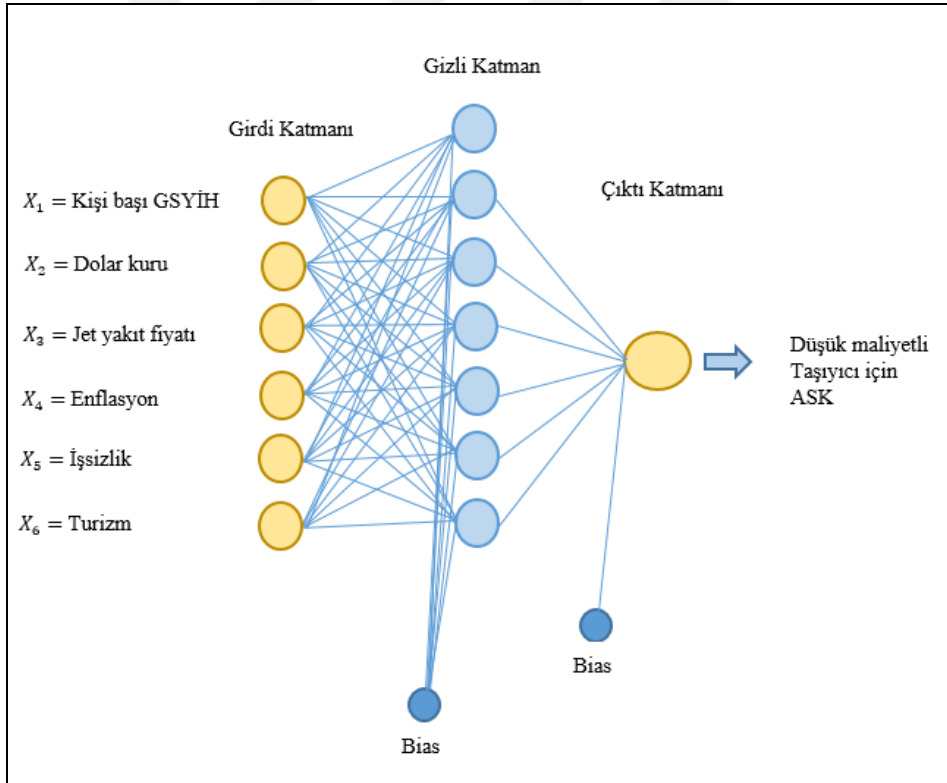 Gizli Katman
Girdi Katmanı
Çıktı Katmanı
X₁ = Kişi başı GSYİH
X₂ = Dolar kuru
X₃ = Jet yakıt fiyatı
X₄ = Enflasyon
X₅ = İşsizlik
X₆ = Turizm
Düşük maliyetli
Taşıyıcı için
ASK
Bias
Bias